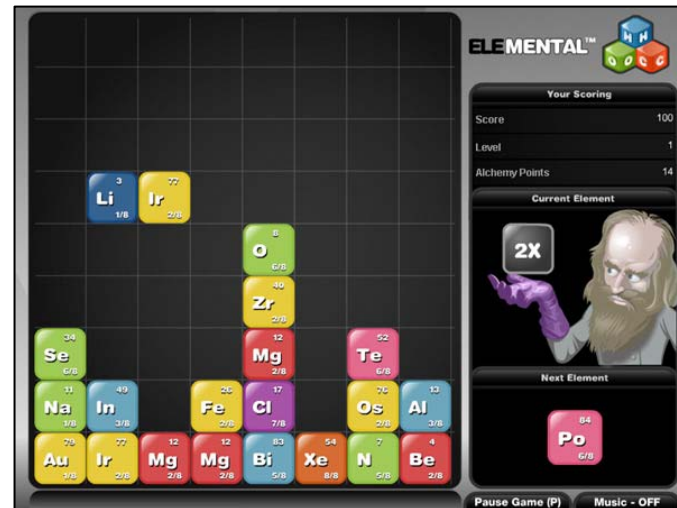 ELEMENTAL™
H H
O O C C
Your Scoring
Score 100
Level 1
Alchemy Points 14
Current Element
2X
Next Element
84
Po
6/8
Pause Game (P) Music - OFF
3 77
Li Ir
1/8 2/8
8
O
6/8
40
Zr
2/8
34 12 52
Se Mg Te
6/8 2/8 6/8
11 49 26 17 76 13
Na In Fe Cl Os Al
1/8 3/8 2/8 7/8 2/8 3/8
79 77 12 12 83 54 7 4
Au Ir Mg Mg Bi Xe N Be
1/8 2/8 2/8 2/8 5/8 8/8 5/8 2/8